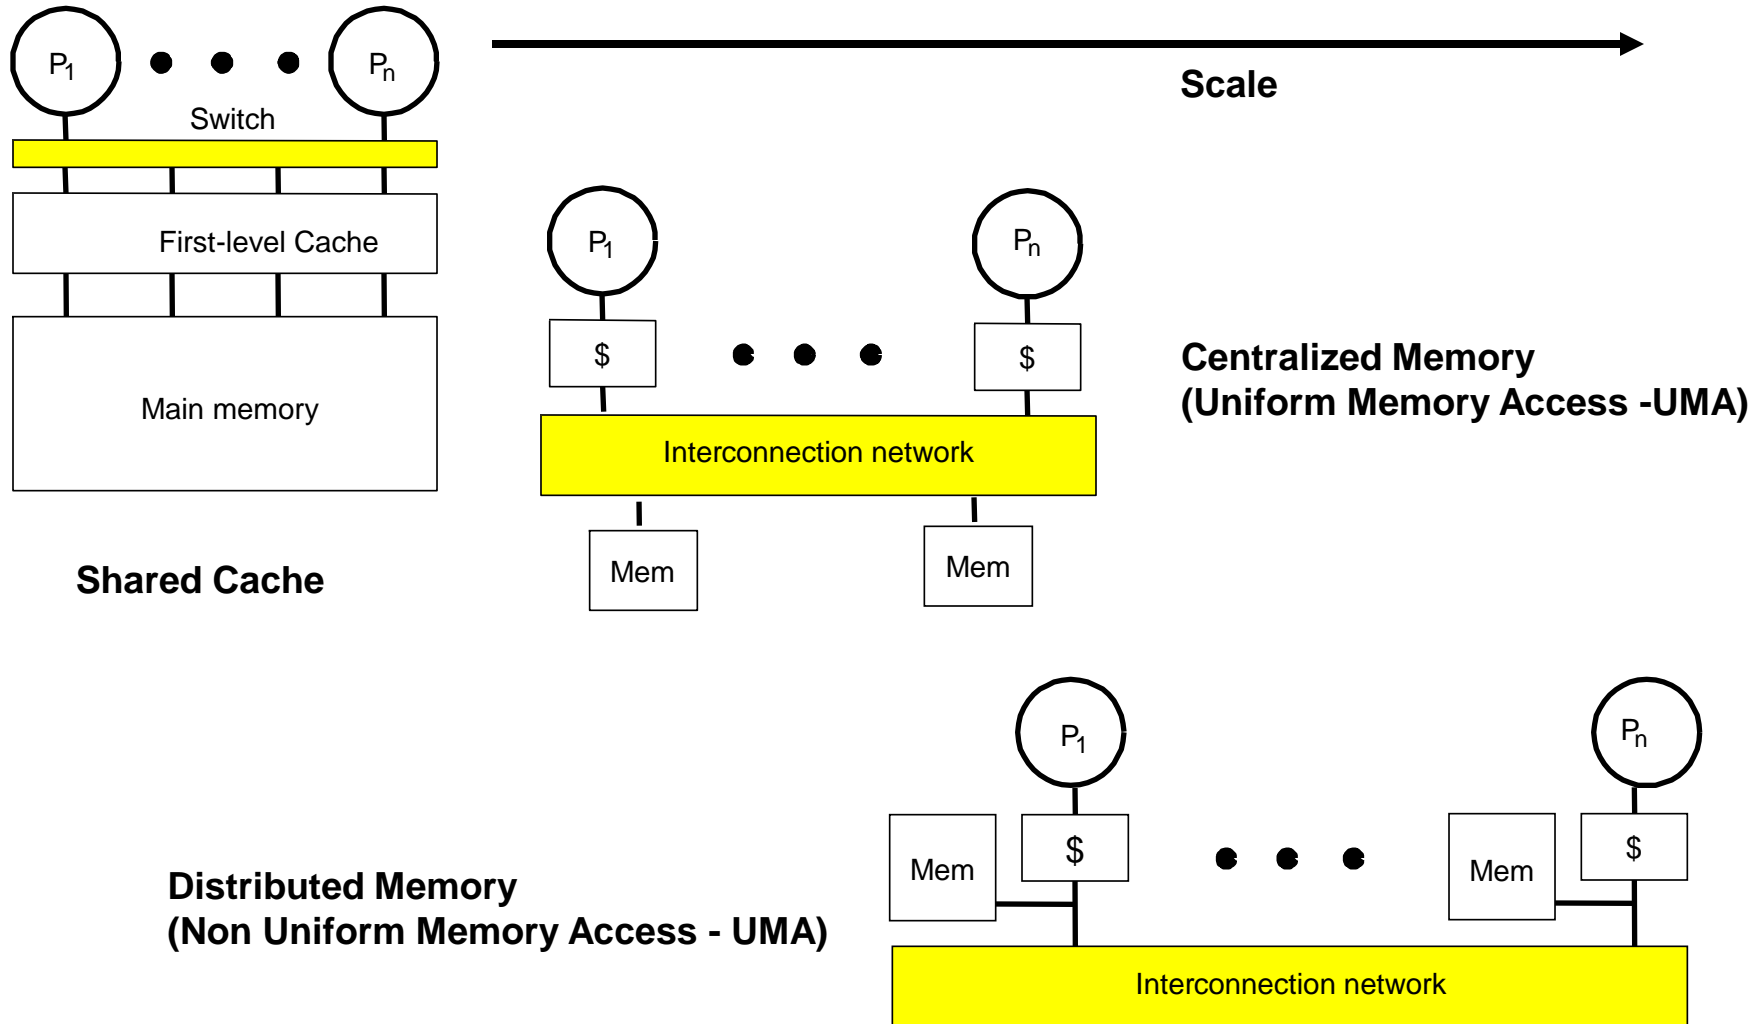 P1
Pn
Scale
Switch
First-level Cache
Main memory
Shared Cache
P1
Pn
$
$
Interconnection network
Mem
Mem
Centralized Memory
(Uniform Memory Access -UMA)
P1
Pn
Mem
$
Mem
$
Interconnection network
Distributed Memory
(Non Uniform Memory Access - UMA)